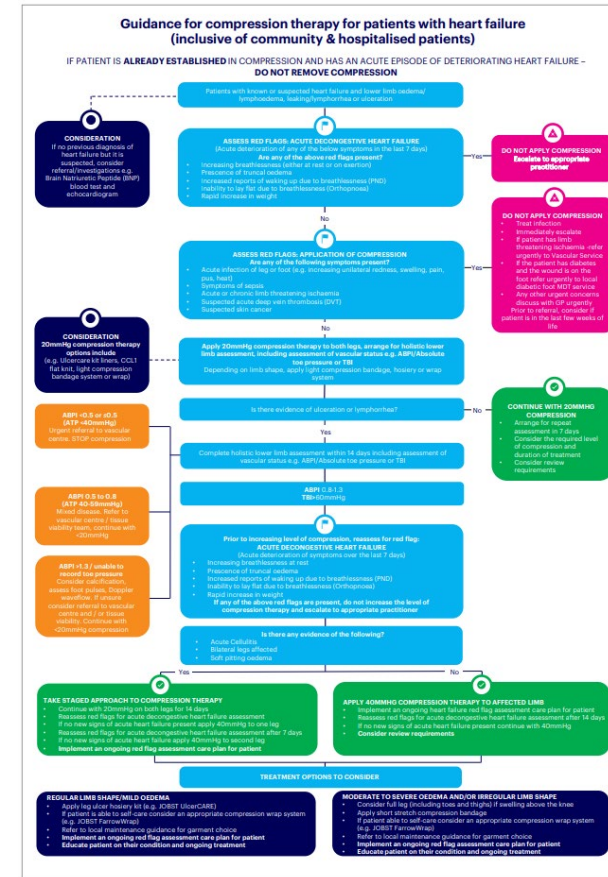 Guidance for compression therapy for patients with heart failure
(inclusive of community & hospitalised patients)
IF PATIENT IS ALREADY ESTABLISHED IN COMPRESSION AND HAS AN ACUTE EPISODE OF DETERIORATING HEART FAILURE –
DO NOT REMOVE COMPRESSION
Patients with known or suspected heart failure and lower limb oedema/
lymphoedema, leaking/lymphorrhea or ulceration
CONSIDERATION
If no previous diagnosis of
heart failure but it is
suspected, consider
referral/investigations e.g.
Brain Natriuretic Peptide (BNP)
blood test and
echocardiogram
ASSESS RED FLAGS: ACUTE DECONGESTIVE HEART FAILURE
(Acute deterioration of any of the below symptoms in the last 7 days)
Are any of the above red flags present?
• Increasing breathlessness (either at rest or on exertion)
• Prescence of truncal oedema
• Increased reports of waking up due to breathlessness (PND)
• Inability to lay flat due to breathlessness (Orthopnoea)
• Rapid increase in weight
Yes
DO NOT APPLY COMPRESSION
Escalate to appropriate
practitioner
No
ASSESS RED FLAGS: APPLICATION OF COMPRESSION
Are any of the following symptoms present?
• Acute infection of leg or foot (e.g. increasing unilateral redness, swelling, pain,
pus, heat)
• Symptoms of sepsis
• Acute or chronic limb threatening ischaemia
• Suspected acute deep vein thrombosis (DVT)
• Suspected skin cancer
Yes
DO NOT APPLY COMPRESSION
• Treat infection
• Immediately escalate
• If patient has limb
threatening ischaemia -refer
urgently to Vascular Service
• If the patient has diabetes
and the wound is on the
foot refer urgently to local
diabetic foot MDT service
• Any other urgent concerns
discuss with GP urgently
Prior to referral, consider if
patient is in the last few weeks of
life
No
CONSIDERATION
20mmHg compression therapy
options include
(e.g. Ulcercare kit liners, CCL1
flat knit, light compression
bandage system or wrap)
Apply 20mmHg compression therapy to both legs, arrange for holistic lower
limb assessment, including assessment of vascular status e.g. ABPI/Absolute
toe pressure or TBI
Depending on limb shape, apply light compression bandage, hosiery or wrap
system
Is there evidence of ulceration or lymphorrhea?
No
CONTINUE WITH 20MMHG
COMPRESSION
• Arrange for repeat
assessment in 7 days
• Consider the required level
of compression and
duration of treatment
• Consider review
requirements
Yes
Complete holistic lower limb assessment within 14 days including assessment of
vascular status e.g. ABPI/Absolute toe pressure or TBI
ABPI <0.5 or ≤0.5
(ATP <40mmHg)
Urgent referral to vascular
centre. STOP compression
ABPI 0.5 to 0.8
(ATP 40-59mmHg)
Mixed disease. Refer to
vascular centre / tissue
viability team, continue with
<20mmHg
ABPI >1.3 / unable to
record toe pressure
Consider calcification,
assess foot pulses, Doppler
waveflow. If unsure
consider referral to vascular
centre and / or tissue
viability. Continue with
<20mmHg compression
ABPI 0.8-1.3
TBI>60mmHg
Prior to increasing level of compression, reassess for red flag:
ACUTE DECONGESTIVE HEART FAILURE
(Acute deterioration of symptoms over the last 7 days)
• Increasing breathlessness at rest
• Prescence of truncal oedema
• Increased reports of waking up due to breathlessness (PND)
• Inability to lay flat due to breathlessness (Orthopnoea)
• Rapid increase in weight
If any of the above red flags are present, do not increase the level of
compression therapy and escalate to appropriate practitioner
Is there any evidence of the following?
• Acute Cellulitis
• Bilateral legs affected
• Soft pitting oedema
Yes
No
TAKE STAGED APPROACH TO COMPRESSION THERAPY
• Continue with 20mmHg on both legs for 14 days
• Reassess red flags for acute decongestive heart failure assessment
• If no new signs of acute heart failure present apply 40mmHg to one leg
• Reassess red flags for acute decongestive heart failure assessment after 7 days
• If no new signs of acute heart failure apply 40mmHg to second leg
• Implement an ongoing red flag assessment care plan for patient
APPLY 40MMHG COMPRESSION THERAPY TO AFFECTED LIMB
• Implement an ongoing heart failure red flag assessment care plan for patient
• Reassess red flags for acute decongestive heart failure assessment after 14 days
• If no new signs of acute heart failure present continue with 40mmHg
• Consider review requirements
TREATMENT OPTIONS TO CONSIDER
REGULAR LIMB SHAPE/MILD OEDEMA
• Apply leg ulcer hosiery kit (e.g. JOBST UlcerCARE)
• If patient is able to self-care consider an appropriate compression wrap system
(e.g. JOBST FarrowWrap)
• Refer to local maintenance guidance for garment choice
• Implement an ongoing red flag assessment care plan for patient
• Educate patient on their condition and ongoing treatment
MODERATE TO SEVERE OEDEMA AND/OR IRREGULAR LIMB SHAPE
• Consider full leg (including toes and thighs) if swelling above the knee
• Apply short stretch compression bandage
• If patient able to self-care consider an appropriate compression wrap system
(e.g. JOBST FarrowWrap)
• Refer to local maintenance guidance for garment choice
• Implement an ongoing red flag assessment care plan for patient
• Educate patient on their condition and ongoing treatment